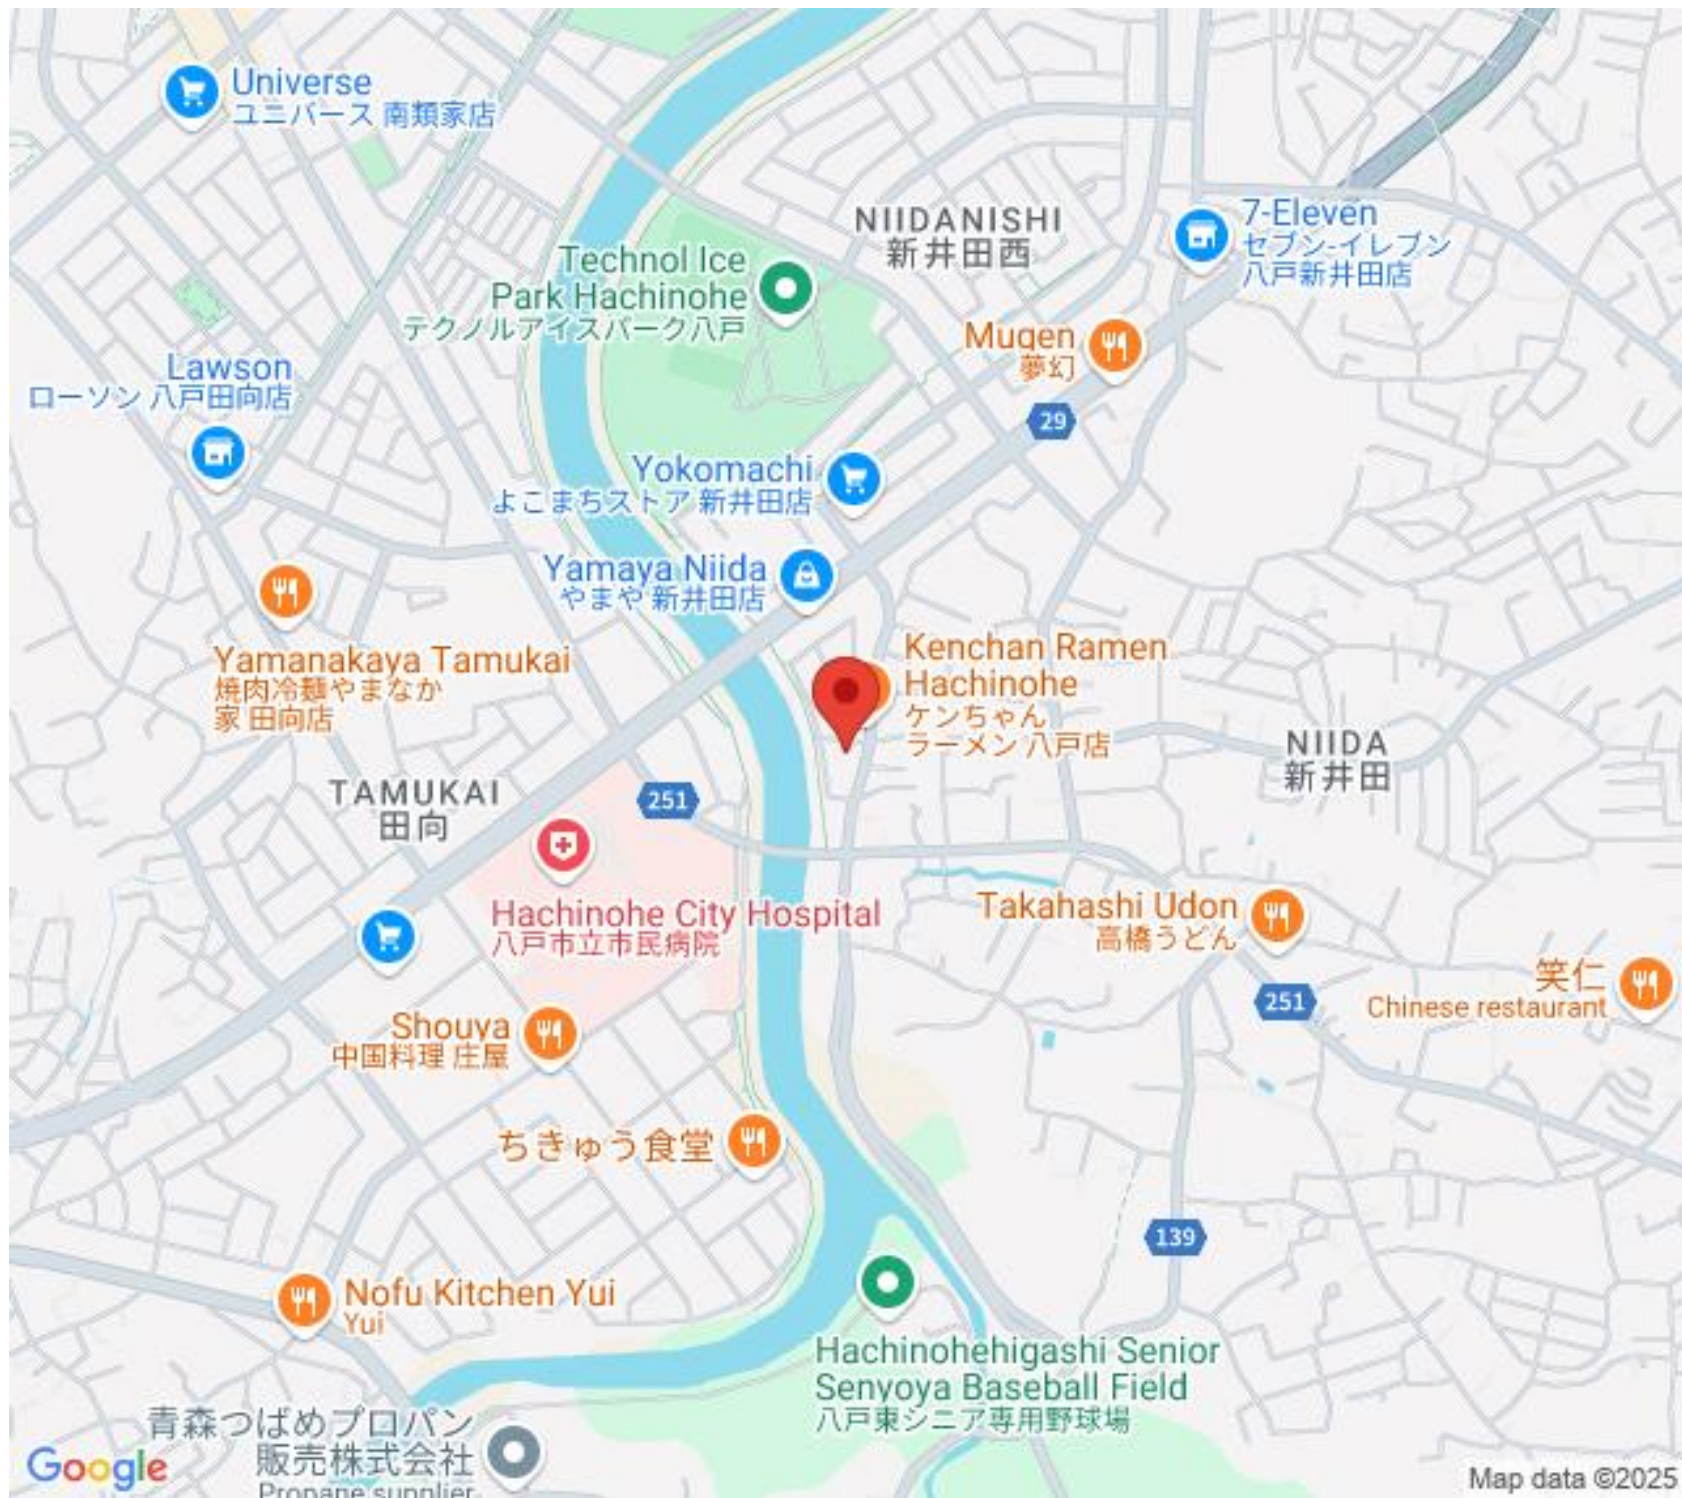 Universe
ユニバース 南類家店
NIIDANISHI
新井田西
7-Eleven
セブン-イレブン
八戸新井田店
Technol Ice
Park Hachinohe
テクノルアイスパーク八戸
Mugen
夢幻
Lawson
ローソン 八戸田向店
29
Yokomachi
よこまちストア 新井田店
Yamaya Niida
やまや 新井田店
Yamanakaya Tamukai
焼肉冷麺やまなか
家 田向店
Kenchan Ramen
Hachinohe
ケンちゃん
ラーメン 八戸店
NIIDA
新井田
TAMUKAI
田向
251
Hachinohe City Hospital
八戸市立市民病院
Takahashi Udon
高橋うどん
251
笑仁
Chinese restaurant
Shouya
中国料理 庄屋
ちきゅう食堂
139
Nofu Kitchen Yui
Yui
Hachinohehigashi Senior
Senyoya Baseball Field
八戸東シニア専用野球場
青森つばめプロパン
販売株式会社
Propane supplier
Google
Map data ©2025